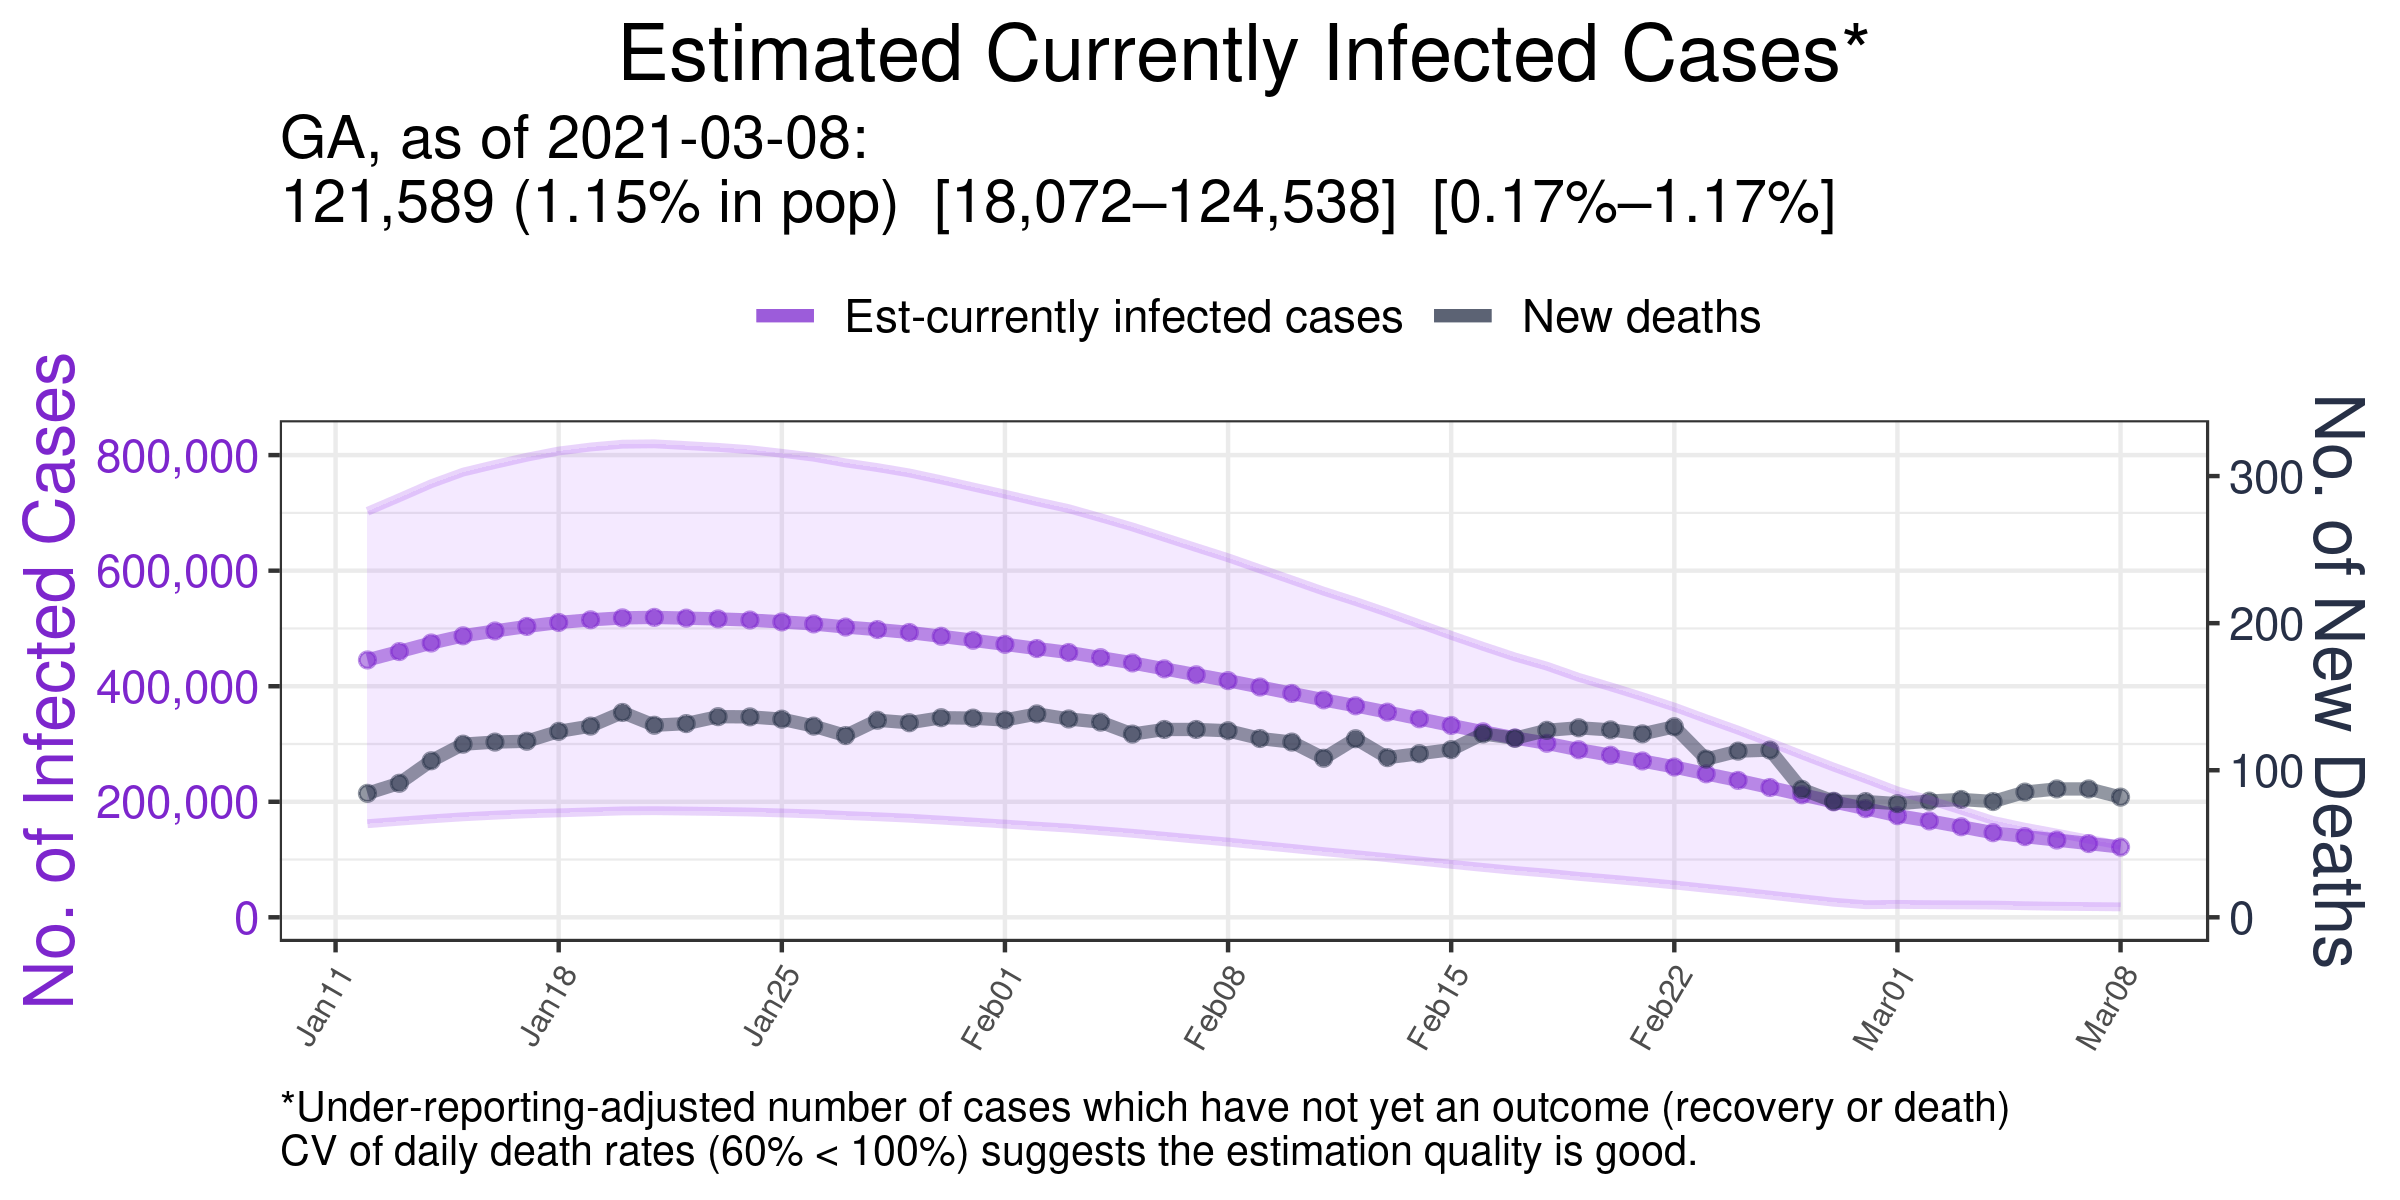 Estimated Currently Infected Cases*
GA, as of 2021-03-08:
121,589 (1.15% in pop)  [18,072–124,538]  [0.17%–1.17%]
Est-currently infected cases
New deaths
No. of Infected Cases
800,000
600,000
400,000
200,000
0
No. of New Deaths
300
200
100
0
Jan11
Jan18
Jan25
Feb01
Feb08
Feb15
Feb22
Mar01
Mar08
*Under-reporting-adjusted number of cases which have not yet an outcome (recovery or death)
CV of daily death rates (60% < 100%) suggests the estimation quality is good.